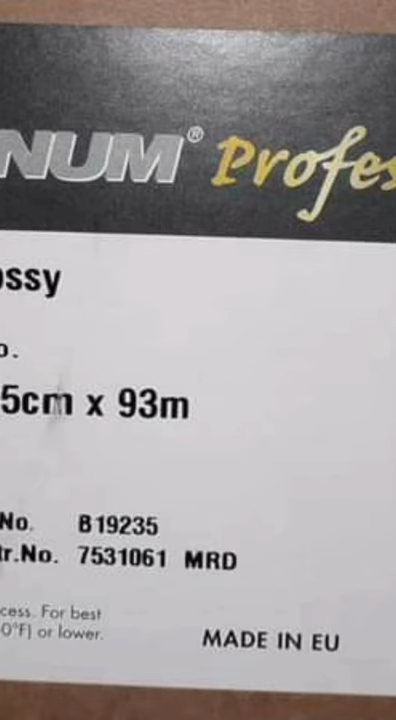 NUM® Profes
ossy
o.
5cm x 93m
No. B19235
tr.No. 7531061 MRD
cess. For best
0°F) or lower.
MADE IN EU